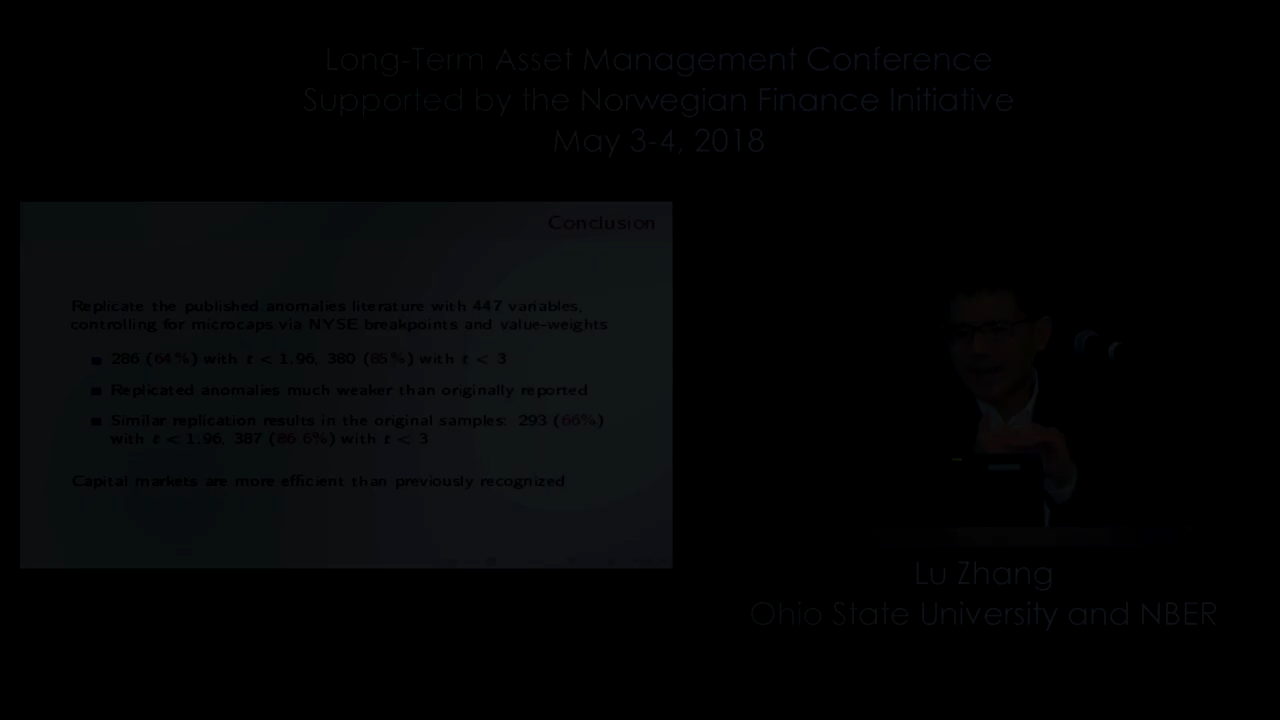 Long-Term Asset Management Conference
Supported by the Norwegian Finance Initiative
May 3-4, 2018
Conclusion
Replicate the published anomalies literature with 447 variables,
controlling for microcaps via NYSE breakpoints and value-weights
■ 286 (64%) with t < 1.96, 380 (85%) with t < 3
■ Replicated anomalies much weaker than originally reported
■ Similar replication results in the original samples: 293 (66%)
with t < 1.96, 387 (86.6%) with t < 3
Capital markets are more efficient than previously recognized
Lu Zhang
Ohio State University and NBER